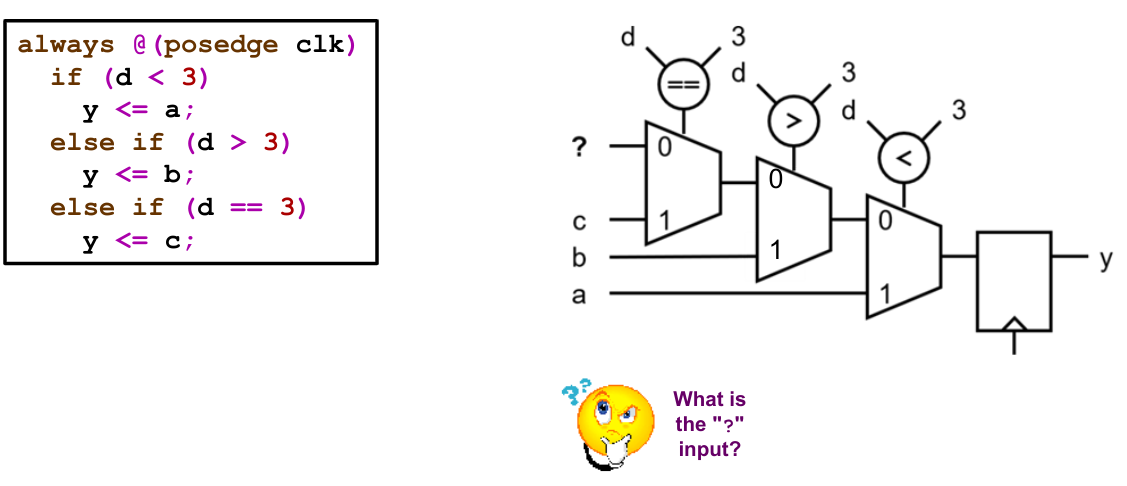 always @(posedge clk)
if (d < 3)
y <= a;
else if (d > 3)
y <= b;
else if (d == 3)
y <= c;
d 3
==
d 3
>
d 3
<
? 0
c 1
0
b 1
0
a 1
y
??
What is
the "?"
input?